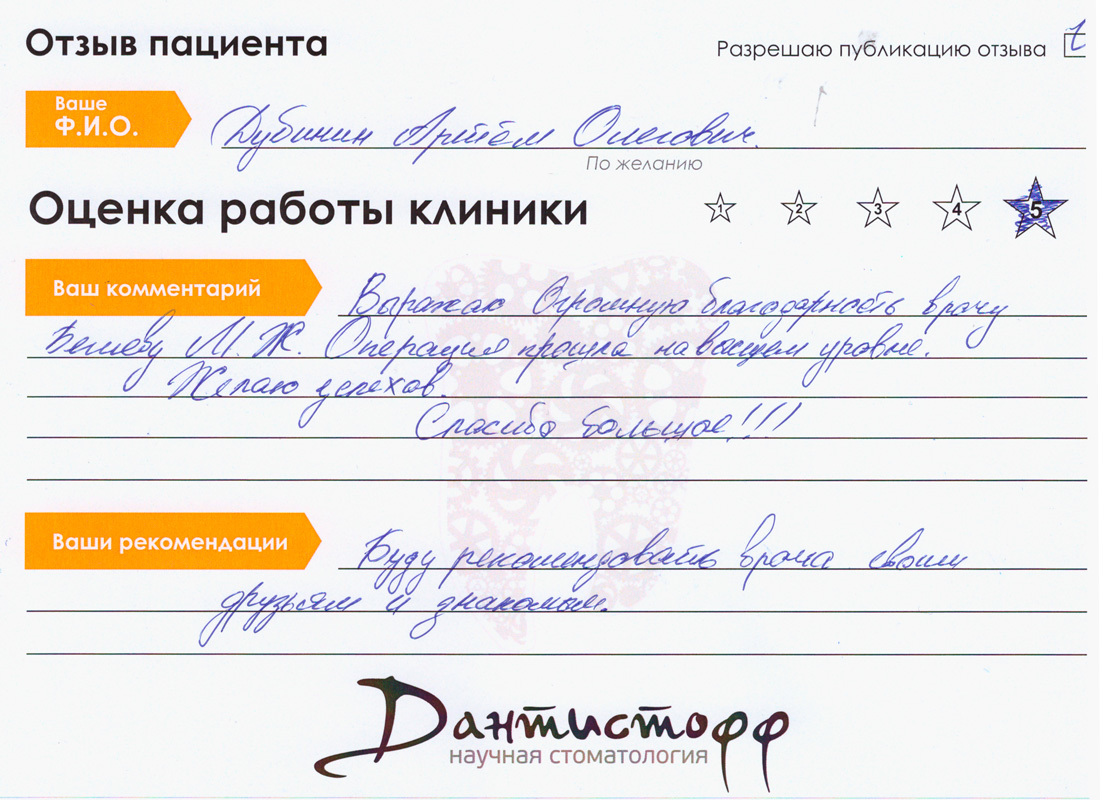 Отзыв пациента
Разрешаю публикацию отзыва
Ваше
Ф.И.О.
Дубинин Артём Олегович.
По желанию
Оценка работы клиники
1 2 3 4 5
Ваш комментарий
Выражаю Огромную благодарность врачу
М.Ж. Операция прошла на высшем уровне.
Желаю успехов.
Спасибо большое!!!
Ваши рекомендации
Буду рекомендовать врача своим
друзьям и знакомым.
Дантистофф
научная стоматология